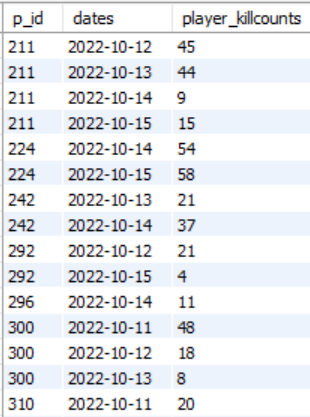 p_id dates player_killcounts
211 2022-10-12 45
211 2022-10-13 44
211 2022-10-14 9
211 2022-10-15 15
224 2022-10-14 54
224 2022-10-15 58
242 2022-10-13 21
242 2022-10-14 37
292 2022-10-12 21
292 2022-10-15 4
296 2022-10-14 11
300 2022-10-11 48
300 2022-10-12 18
300 2022-10-13 8
310 2022-10-11 20